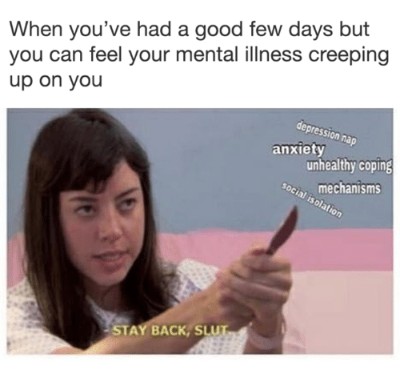 When you've had a good few days but
you can feel your mental illness creeping
up on you
depression nap
anxiety
unhealthy coping
mechanisms
social isolation
- STAY BACK, SLUT.